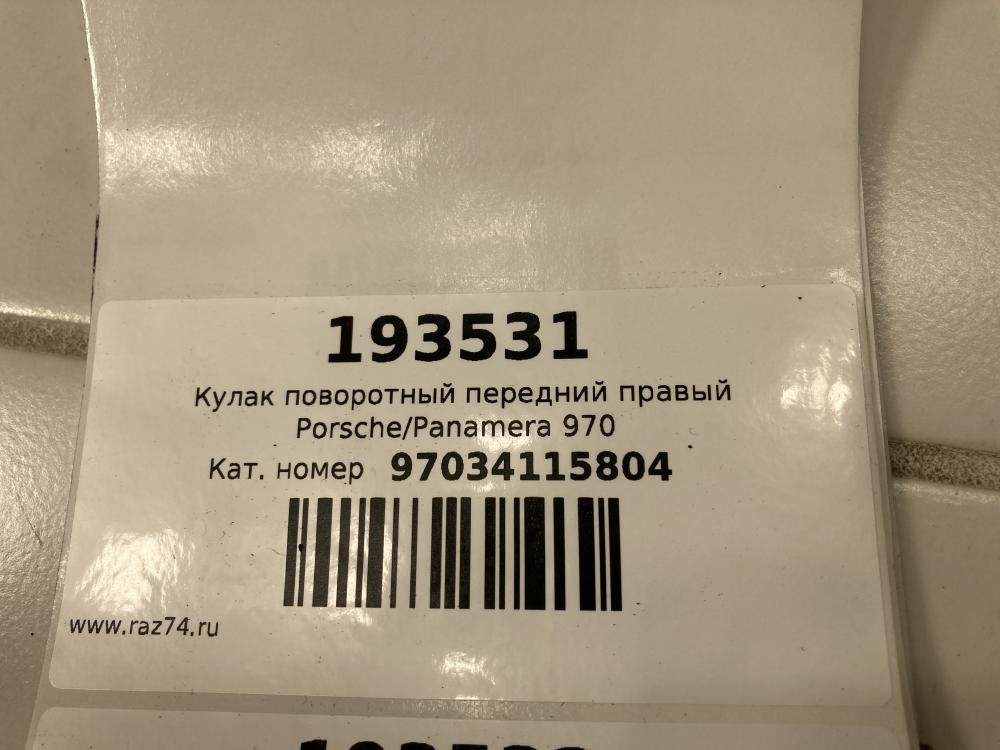 193531
Кулак поворотный передний правый
Porsche/Panamera 970
Кат. номер 97034115804
www.raz74.ru